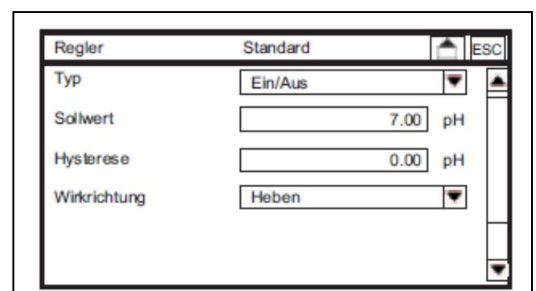 Regler Standard ESC
Typ Ein/Aus
Sollwert 7.00 pH
Hysterese 0.00 pH
Wirkrichtung Heben